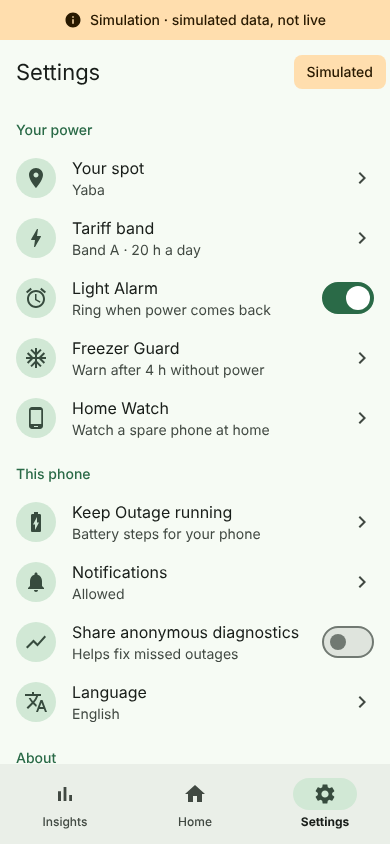 Simulation · simulated data, not live
Settings
Simulated
Your power
Your spot
Yaba
Tariff band
Band A · 20 h a day
Light Alarm
Ring when power comes back
Freezer Guard
Warn after 4 h without power
Home Watch
Watch a spare phone at home
This phone
Keep Outage running
Battery steps for your phone
Notifications
Allowed
Share anonymous diagnostics
Helps fix missed outages
Language
English
About
Insights
Home
Settings